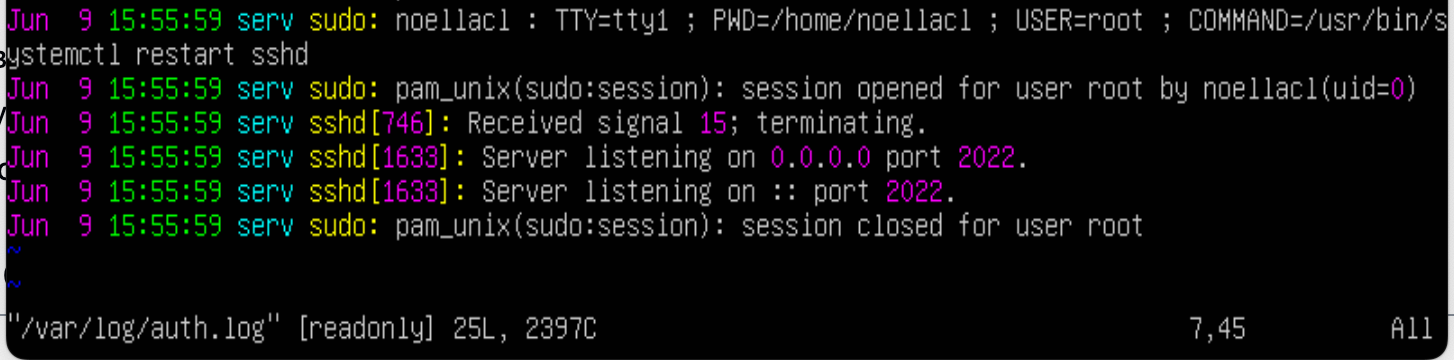 Jun  9 15:55:59 serv sudo: noellacl : TTY=tty1 ; PWD=/home/noellacl ; USER=root ; COMMAND=/usr/bin/s
ystemctl restart sshd
Jun  9 15:55:59 serv sudo: pam_unix(sudo:session): session opened for user root by noellacl(uid=0)
Jun  9 15:55:59 serv sshd[746]: Received signal 15; terminating.
Jun  9 15:55:59 serv sshd[1633]: Server listening on 0.0.0.0 port 2022.
Jun  9 15:55:59 serv sshd[1633]: Server listening on :: port 2022.
Jun  9 15:55:59 serv sudo: pam_unix(sudo:session): session closed for user root
~
~
"/var/log/auth.log" [readonly] 25L, 2397C 7,45 All